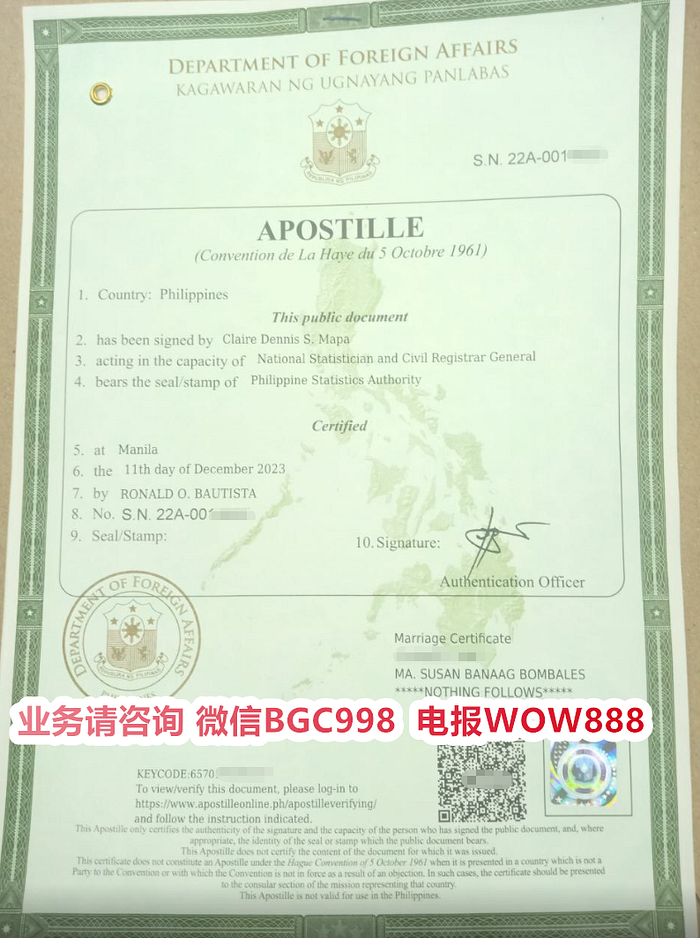 DEPARTMENT OF FOREIGN AFFAIRS
KAGAWARAN NG UGNAYANG PANLABAS
REPUBLIKA NG PILIPINAS
S.N. 22A-001
APOSTILLE
(Convention de La Haye du 5 Octobre 1961)
1. Country: Philippines
This public document
2. has been signed by Claire Dennis S. Mapa
3. acting in the capacity of National Statistician and Civil Registrar General
4. bears the seal/stamp of Philippine Statistics Authority
Certified
5. at Manila
6. the 11th day of December 2023
7. by RONALD O. BAUTISTA
8. No. S.N. 22A-001
9. Seal/Stamp:
10. Signature:
Authentication Officer
DEPARTMENT OF FOREIGN AFFAIRS
PHILIPPINES
Marriage Certificate
MA. SUSAN BANAAG BOMBALES
*****NOTHING FOLLOWS*****
业务请咨询 微信BGC998 电报WOW888
KEYCODE:6570
To view/verify this document, please log-in to
https://www.apostilleonline.ph/apostilleverifying/
and follow the instruction indicated.
This Apostille only certifies the authenticity of the signature and the capacity of the person who has signed the public document, and, where
appropriate, the identity of the seal or stamp which the public document bears.
This Apostille does not certify the content of the document for which it was issued.
This certificate does not constitute an Apostille under the Hague Convention of 5 October 1961 when it is presented in a country which is not a
Party to the Convention or with which the Convention is not in force as a result of an objection. In such cases, the certificate should be presented
to the consular section of the mission representing that country.
This Apostille is not valid for use in the Philippines.